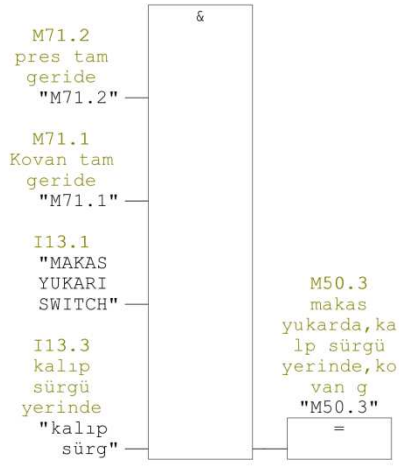 &
M71.2
pres tam
geride
"M71.2"
M71.1
Kovan tam
geride
"M71.1"
I13.1
"MAKAS
YUKARI
SWITCH"
I13.3
kalıp
sürgü
yerinde
"kalıp
sürg"
M50.3
makas
yukarda,ka
lp sürgü
yerinde,ko
van g
"M50.3"
=